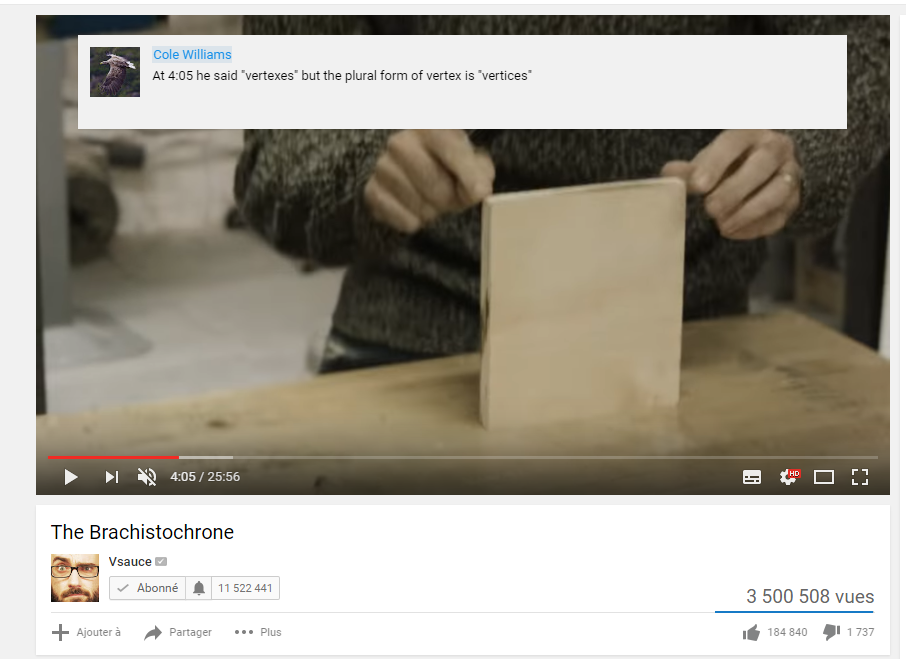 Cole Williams
At 4:05 he said "vertexes" but the plural form of vertex is "vertices"
4:05 / 25:56
HD
The Brachistochrone
Vsauce
Abonné 11 522 441
3 500 508 vues
Ajouter à Partager Plus 184 840 1 737